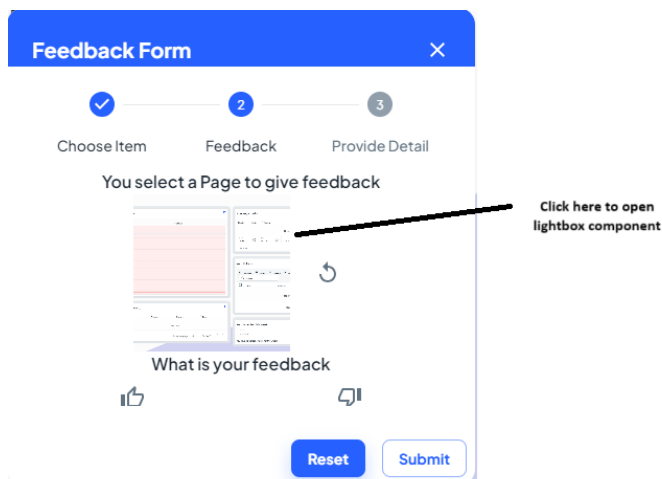 Feedback Form
2
3
Choose Item
Feedback
Provide Detail
You select a Page to give feedback
Click here to open
lightbox component
What is your feedback
Reset
Submit